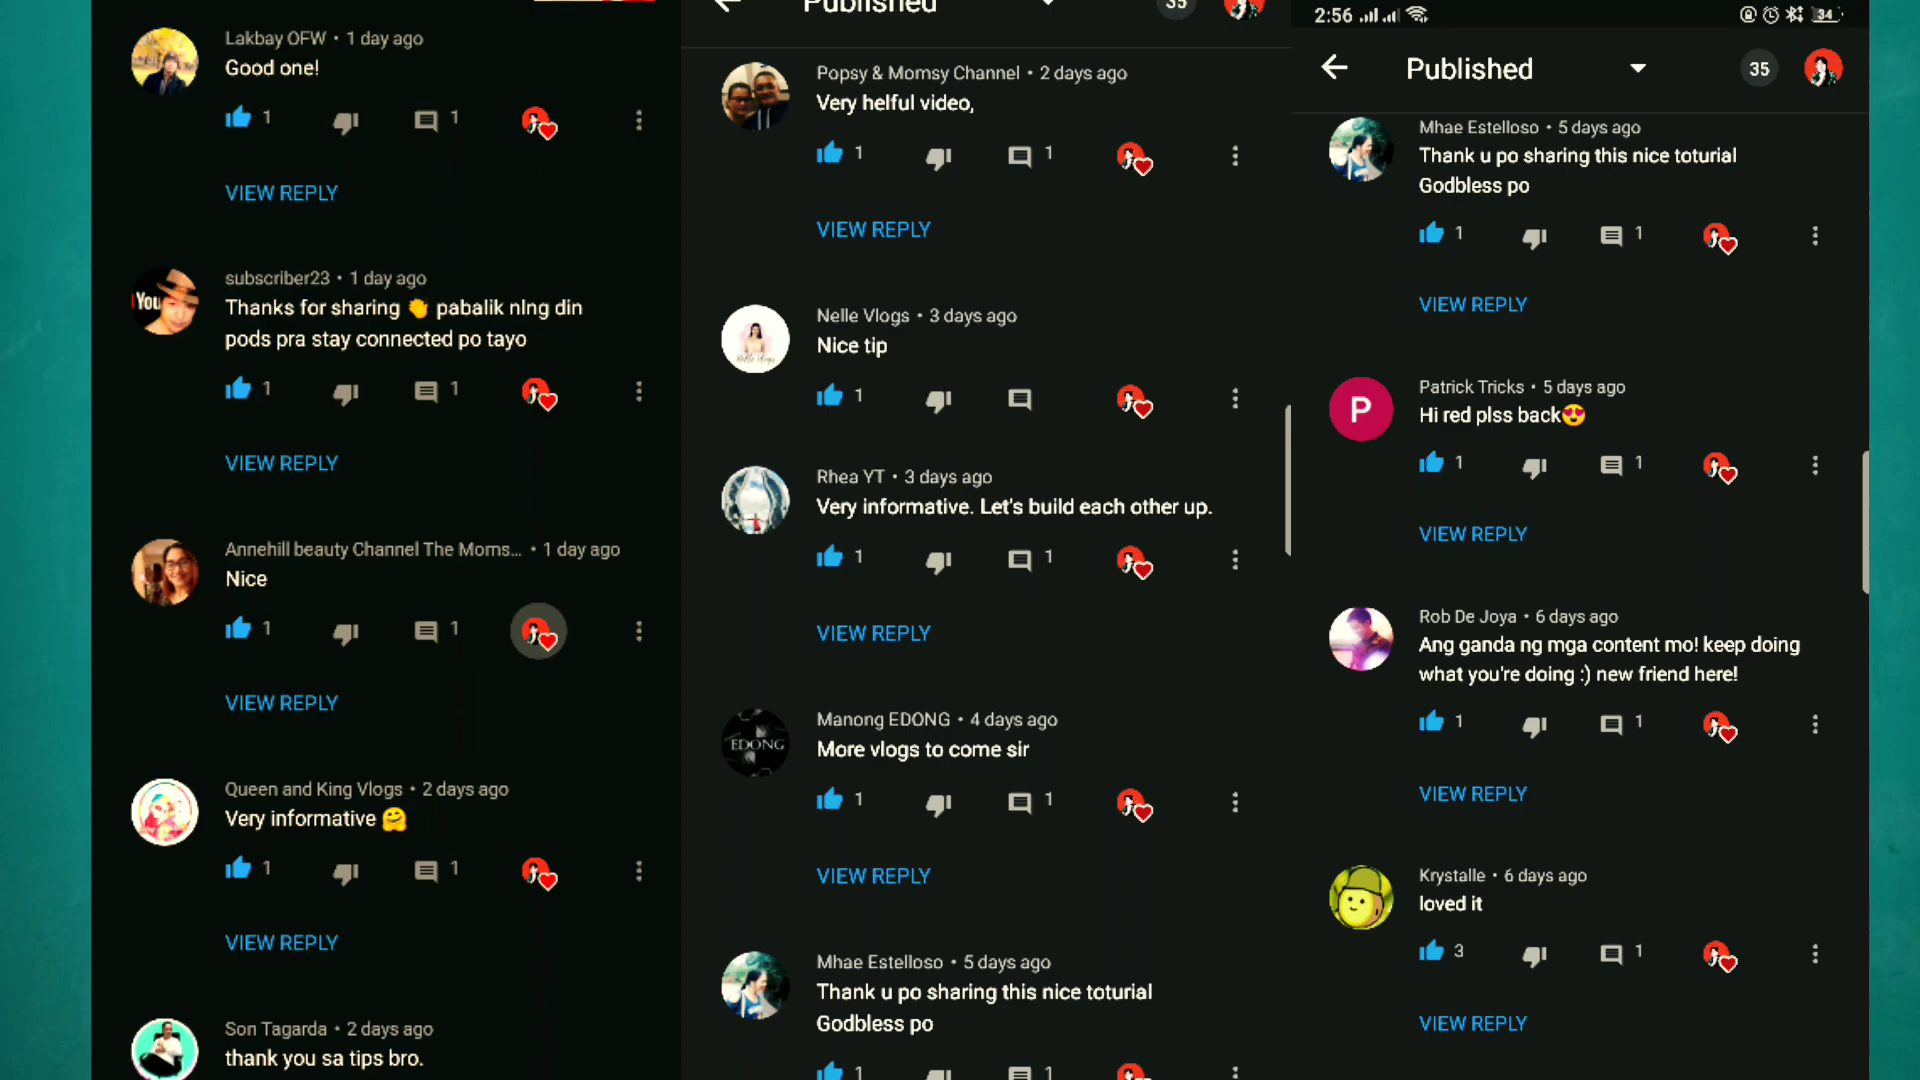 Lakbay OFW • 1 day ago
Good one!
1
1
VIEW REPLY
You
subscriber23 • 1 day ago
Thanks for sharing 👏 pabalik nlng din
pods pra stay connected po tayo
1
1
VIEW REPLY
Annehill beauty Channel The Moms... • 1 day ago
Nice
1
1
VIEW REPLY
Queen and King Vlogs • 2 days ago
Very informative 🤗
1
1
VIEW REPLY
Son Tagarda • 2 days ago
thank you sa tips bro.
Published
35
Popsy & Momsy Channel • 2 days ago
Very helful video,
1
1
VIEW REPLY
Nelle Vlogs • 3 days ago
Nice tip
1
Rhea YT • 3 days ago
Very informative. Let's build each other up.
1
1
VIEW REPLY
EDONG
Manong EDONG • 4 days ago
More vlogs to come sir
1
1
VIEW REPLY
Mhae Estelloso • 5 days ago
Thank u po sharing this nice toturial
Godbless po
1
1
2:56
34
Published
35
Mhae Estelloso • 5 days ago
Thank u po sharing this nice toturial
Godbless po
1
1
VIEW REPLY
P
Patrick Tricks • 5 days ago
Hi red plss back😍
1
1
VIEW REPLY
Rob De Joya • 6 days ago
Ang ganda ng mga content mo! keep doing
what you're doing :) new friend here!
1
1
VIEW REPLY
Krystalle • 6 days ago
loved it
3
1
VIEW REPLY